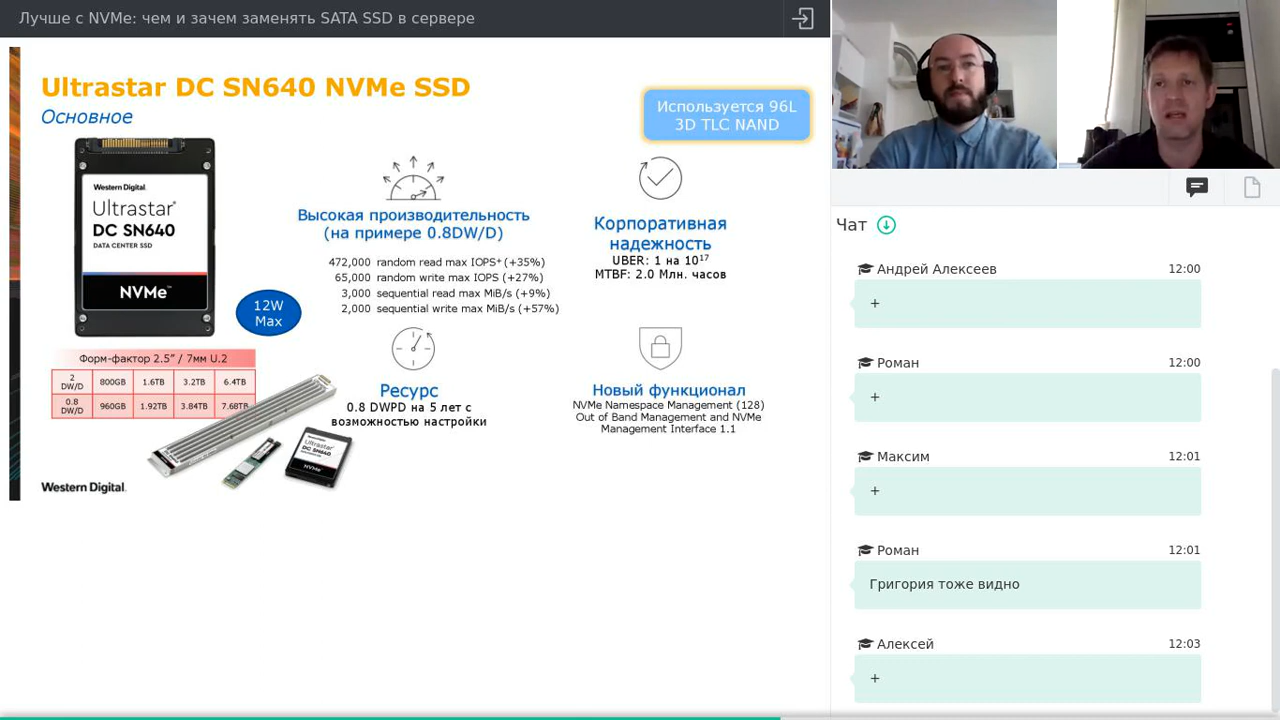 Лучше с NVMe: чем и зачем заменять SATA SSD в сервере
Ultrastar DC SN640 NVMe SSD
Основное
Используется 96L
3D TLC NAND
Western Digital.
Ultrastar®
DC SN640
DATA CENTER SSD
NVMe™
12W
Max
Высокая производительность
(на примере 0.8DW/D)
472,000 random read max IOPS+ (+35%)
65,000 random write max IOPS (+27%)
3,000 sequential read max MiB/s (+9%)
2,000 sequential write max MiB/s (+57%)
Корпоративная
надежность
UBER: 1 на 10¹⁷
MTBF: 2.0 Млн. часов
Форм-фактор 2.5” / 7мм U.2
2 DW/D 800GB 1.6TB 3.2TB 6.4TB
0.8 DW/D 960GB 1.92TB 3.84TB 7.68TB
Ресурс
0.8 DWPD на 5 лет с
возможностью настройки
Новый функционал
NVMe Namespace Management (128)
Out of Band Management and NVMe
Management Interface 1.1
Ultrastar
DC SN640
NVMe
Western Digital.
Чат
Андрей Алексеев 12:00
+
Роман 12:00
+
Максим 12:01
+
Роман 12:01
Григория тоже видно
Алексей 12:03
+